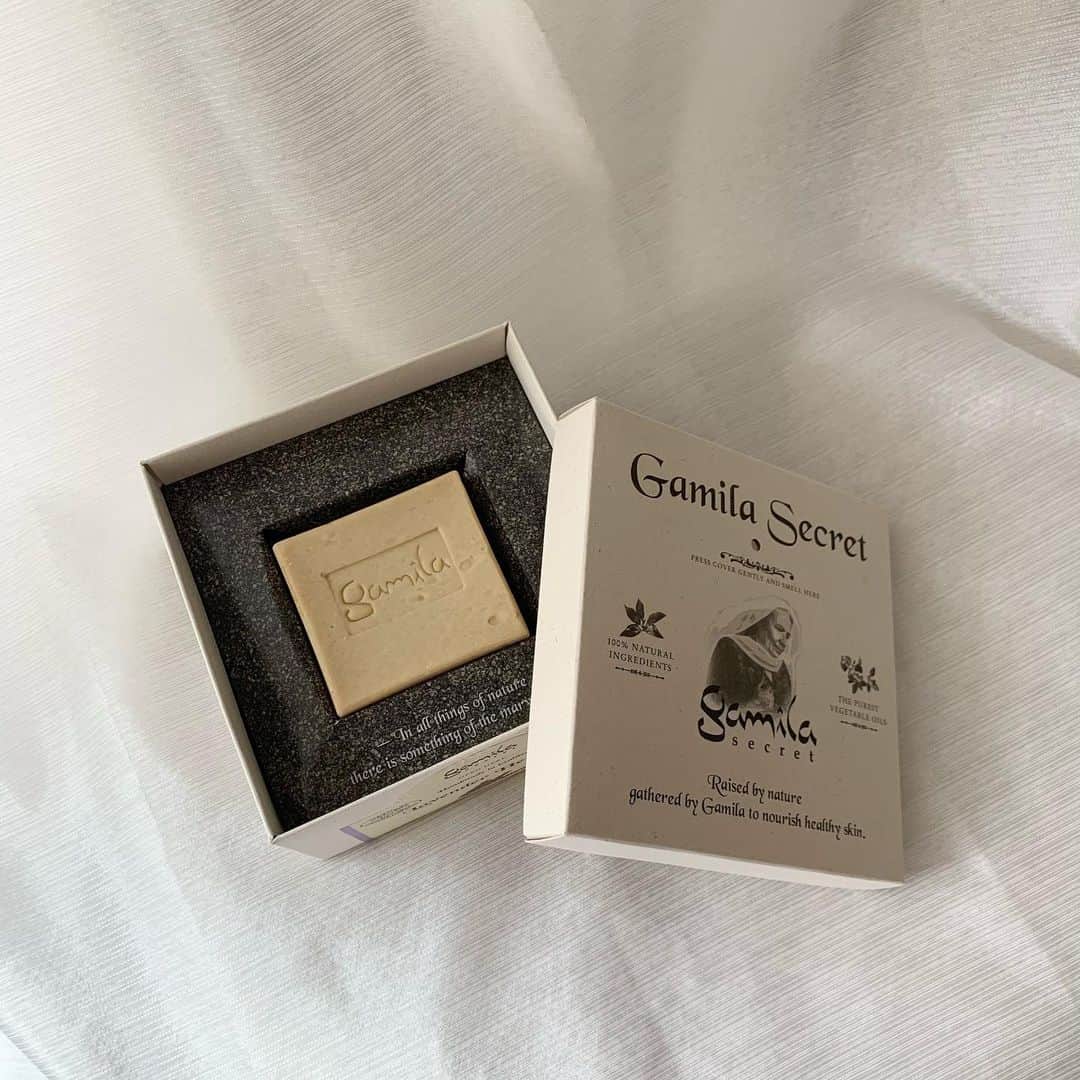 gamila
"In all things of nature
there is something of the marv
gamila
Lavender
Gamila Secret
PRESS COVER GENTLY AND SMELL HERE
100% NATURAL
INGREDIENTS
THE PUREST
VEGETABLE OILS
gamila
secret
Raised by nature
gathered by Gamila to nourish healthy skin.